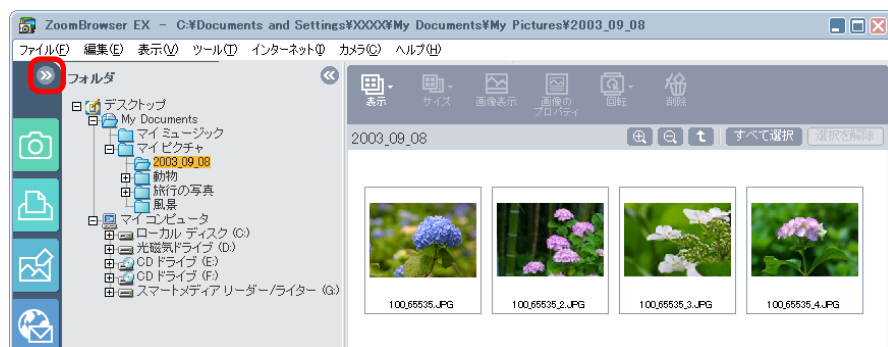 ZoomBrowser EX - C:¥Documents and Settings¥XXXX¥My Documents¥My Pictures¥2003_09_08
ファイル(F) 編集(E) 表示(V) ツール(T) インターネット(I) カメラ(C) ヘルプ(H)
フォルダ
デスクトップ
My Documents
マイ ミュージック
マイ ピクチャ
2003_09_08
動物
旅行の写真
風景
マイ コンピュータ
ローカル ディスク (C:)
光磁気ドライブ (D:)
CD ドライブ (E:)
CD ドライブ (F:)
スマートメディア リーダー/ライター (G:)
表示 サイズ 画像表示 画像の プロパティ 回転 削除
2003_09_08 すべて選択 選択を解除
100_65535.JPG 100_65535_2.JPG 100_65535_3.JPG 100_65535_4.JPG